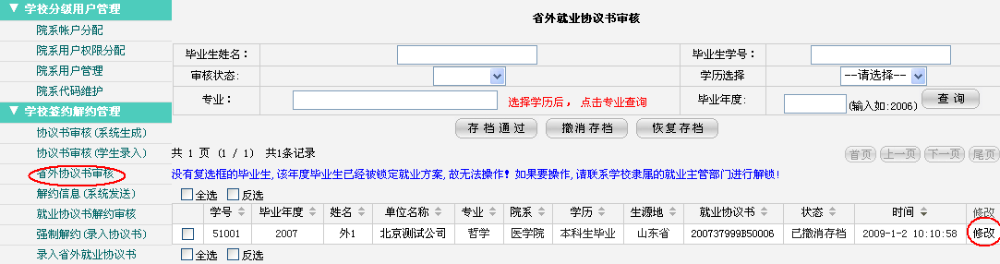 学校分级用户管理
院系帐户分配
院系用户权限分配
院系用户管理
院系代码维护
学校签约解约管理
协议书审核(系统生成)
协议书审核(学生录入)
省外协议书审核
解约信息(系统发送)
就业协议书解约审核
强制解约(录入协议书)
录入省外就业协议书
省外就业协议书审核
毕业生姓名: 毕业生学号:
审核状态: 学历选择 --请选择--
专业: 选择学历后, 点击专业查询 毕业年度: (输入如:2006) 查 询
存 档 通 过 撤 消 存 档 恢 复 存 档
共 1 页 (1 / 1) 共1条记录 首页 上一页 下一页 尾页
没有复选框的毕业生,该年度毕业生已经被锁定就业方案,故无法操作! 如果要操作,请联系学校隶属的就业主管部门进行解锁!
全选 反选
学号 毕业年度 姓名 单位名称 专业 院系 学历 生源地 就业协议书 状态 时间 修改
51001 2007 外1 北京测试公司 哲学 医学院 本科生毕业 山东省 200737999B50006 已撤消存档 2009-1-2 10:10:58 修改
全选 反选